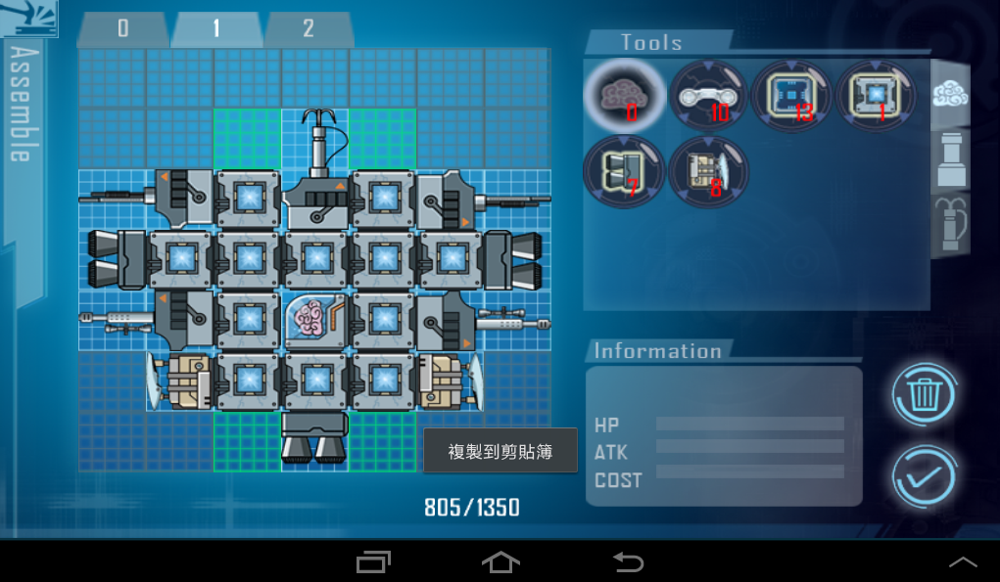 0 1 2
Assemble
Tools
0 10 13 1
7 8
Information
HP
ATK
COST
複製到剪貼簿
805/1350